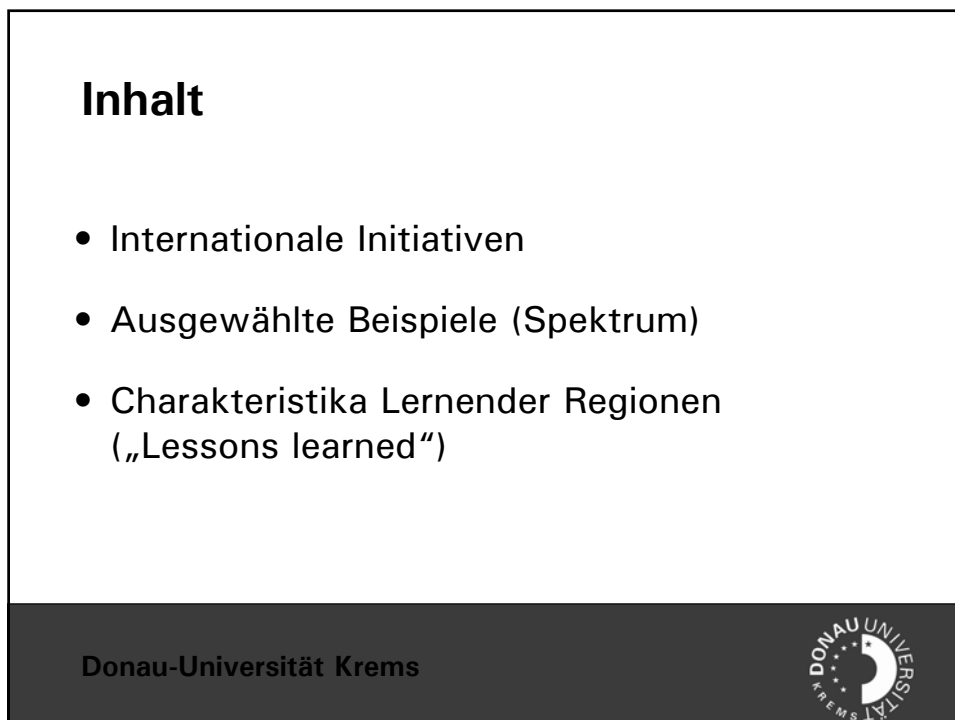 Inhalt
• Internationale Initiativen
• Ausgewählte Beispiele (Spektrum)
• Charakteristika Lernender Regionen
(„Lessons learned“)
Donau-Universität Krems
DONAU UNIVERSITÄT KREMS